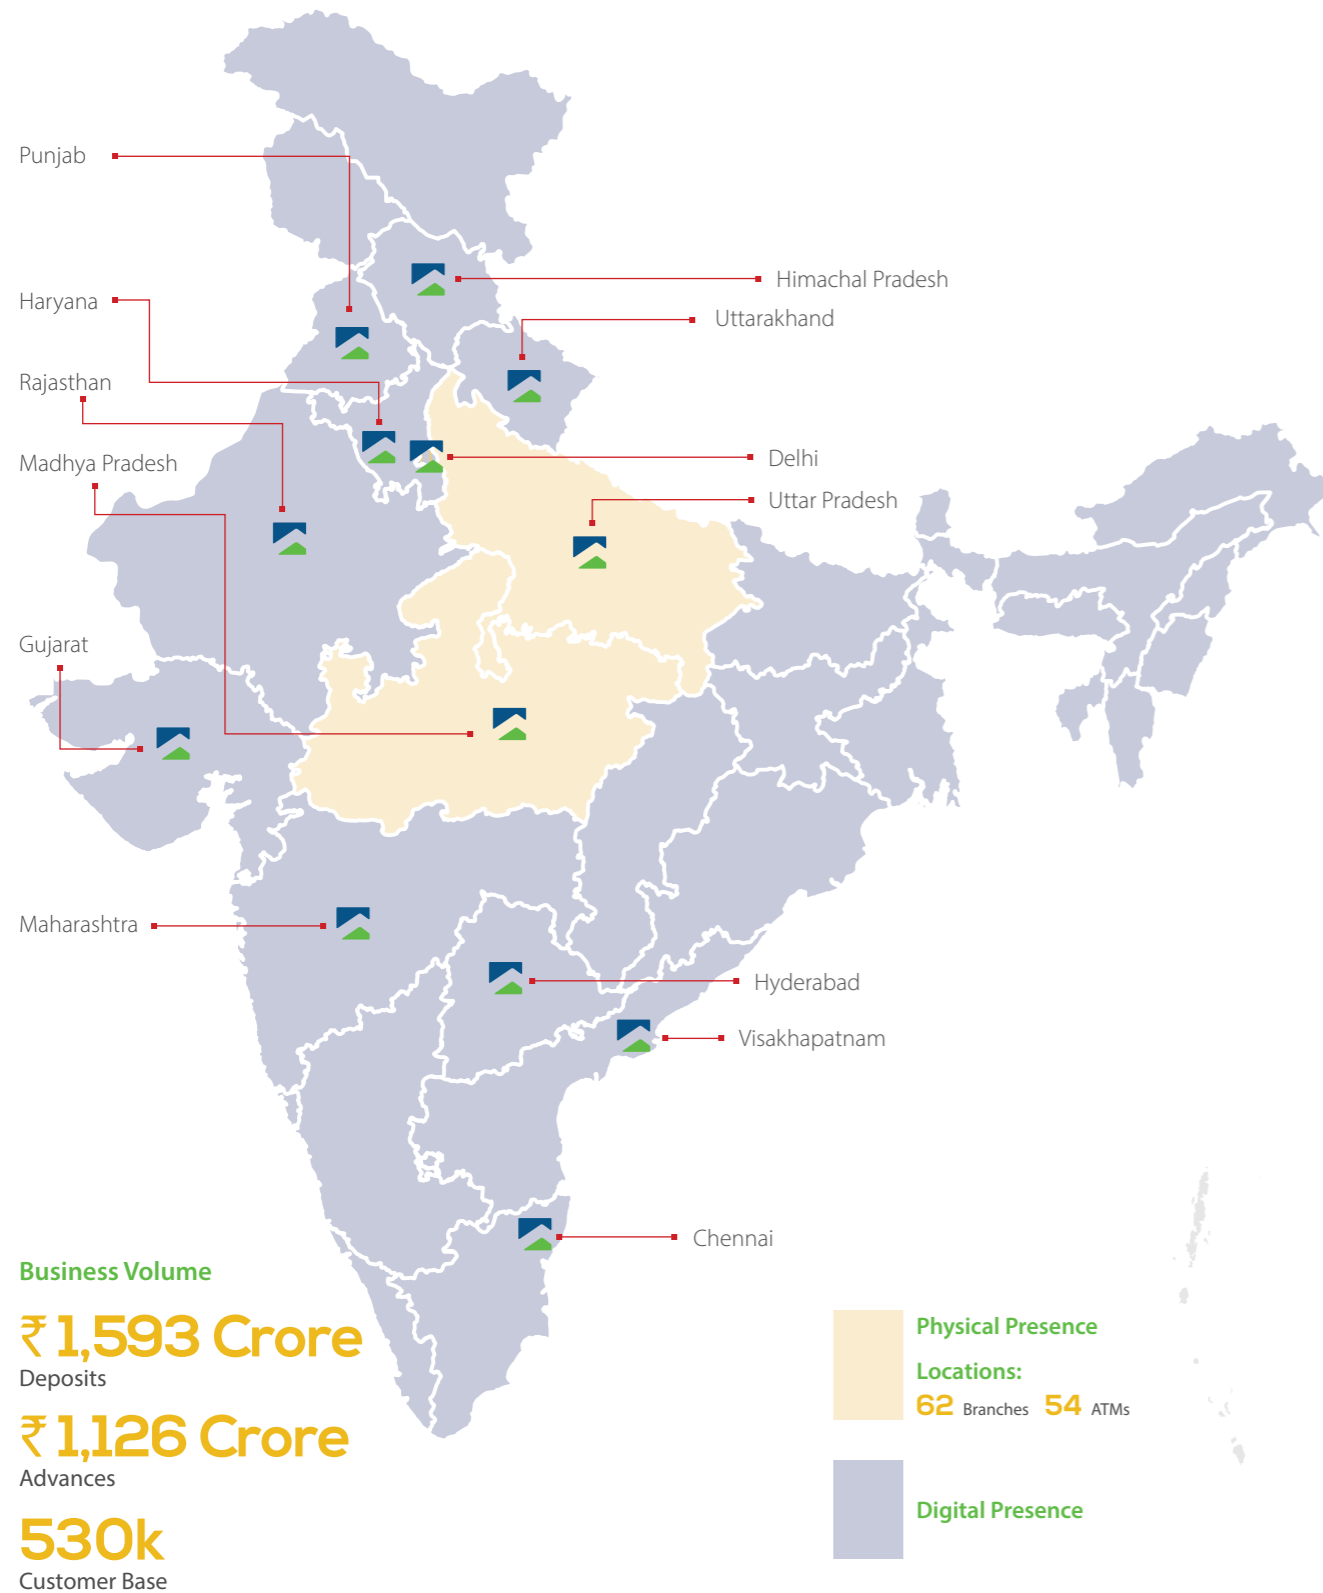 Punjab
Himachal Pradesh
Haryana
Uttarakhand
Rajasthan
Madhya Pradesh
Delhi
Uttar Pradesh
Gujarat
Maharashtra
Hyderabad
Visakhapatnam
Chennai
Business Volume
₹ 1,593 Crore
Deposits
₹ 1,126 Crore
Advances
530k
Customer Base
Physical Presence
Locations:
62 Branches 54 ATMs
Digital Presence